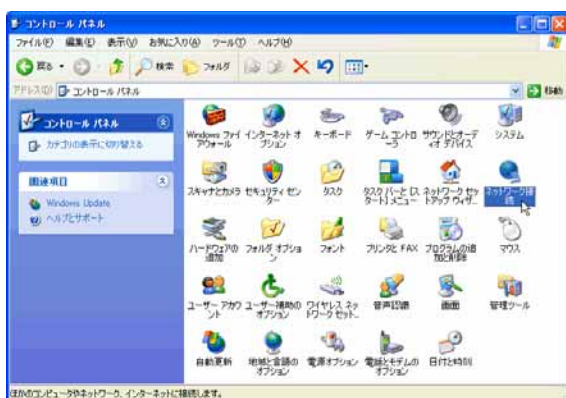 コントロール パネル
ファイル(F) 編集(E) 表示(V) お気に入り(A) ツール(T) ヘルプ(H)
戻る 検索 フォルダ
アドレス(D) コントロール パネル 移動
コントロール パネル
カテゴリの表示に切り替える
関連項目
Windows Update
ヘルプとサポート
Windows ファイ インターネット オ キーボード ゲーム コントロ サウンドとオーデ システム
アウォール プション ーラ ィオ デバイス
スキャナとカメラ セキュリティ セン タスク タスク バーと [ス ネットワーク セッ ネットワーク接
ター タート] メニュー トアップ ウィザ... 続
ハードウェアの フォルダ オプショ フォント プリンタと FAX プログラムの追 マウス
追加 ン 加と削除
ユーザー アカウ ユーザー補助の ワイヤレス ネッ 音声認識 画面 管理ツール
ント オプション トワーク セット...
自動更新 地域と言語の 電源オプション 電話とモデムの 日付と時刻
オプション オプション
ほかのコンピュータやネットワーク、インターネットに接続します。